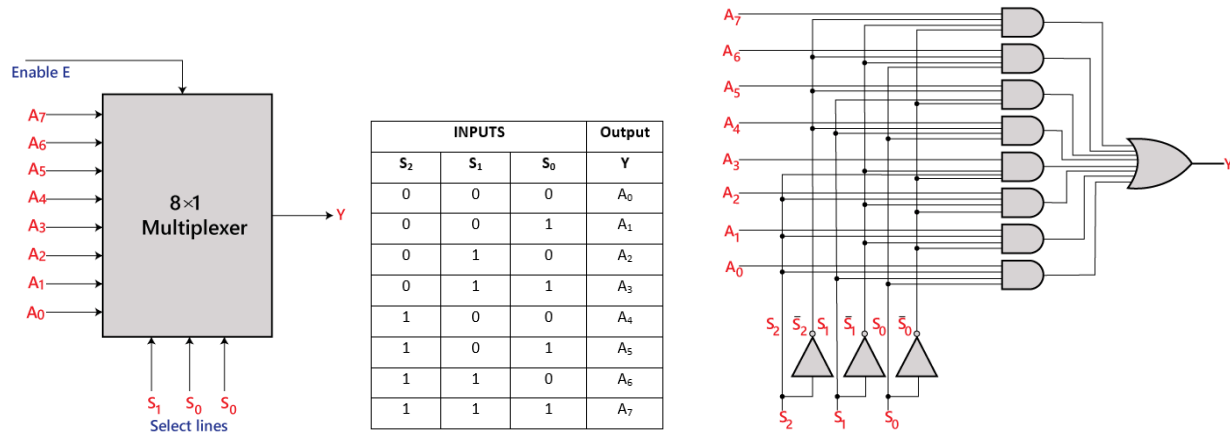 Enable E
A7
A6
A5
A4
A3
A2
A1
A0
8×1
Multiplexer
Y
S1 S0 S0
Select lines
INPUTS Output
S2 S1 S0 Y
0 0 0 A0
0 0 1 A1
0 1 0 A2
0 1 1 A3
1 0 0 A4
1 0 1 A5
1 1 0 A6
1 1 1 A7
A7
A6
A5
A4
A3
A2
A1
A0
Y
S2 S̅2 S1 S̅1 S0 S̅0
S2 S1 S0